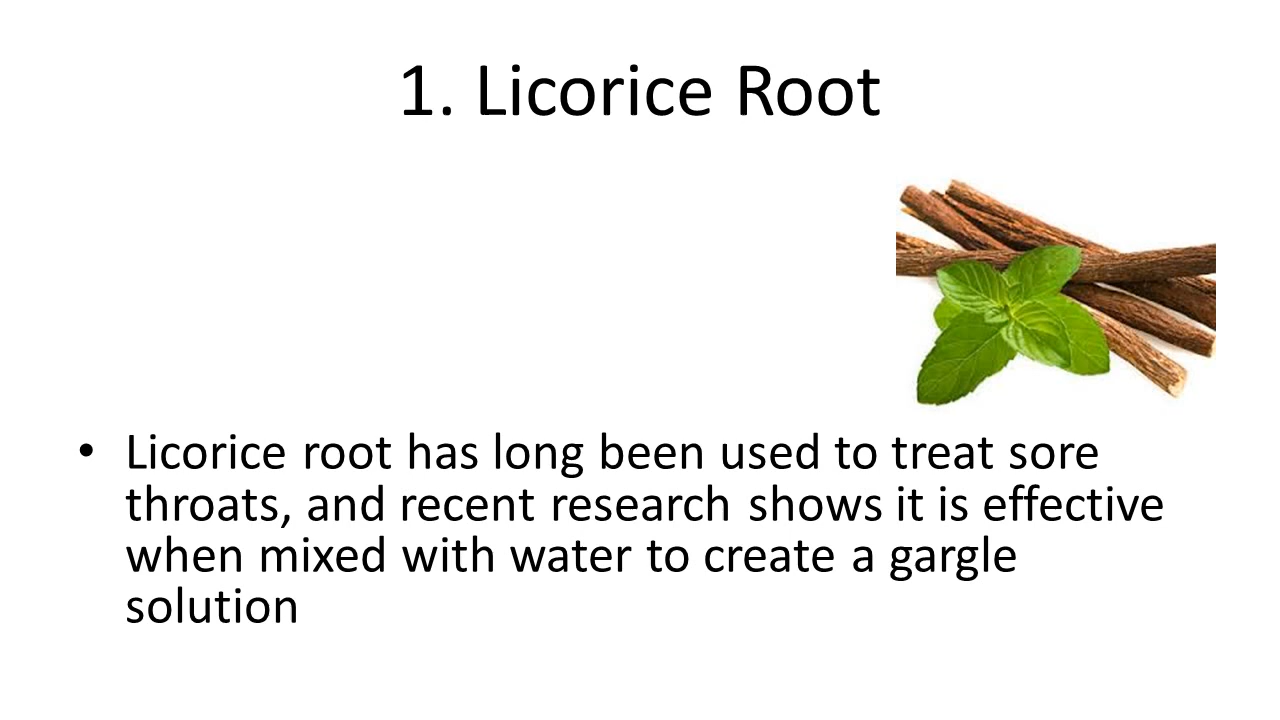 1. Licorice Root
• Licorice root has long been used to treat sore
throats, and recent research shows it is effective
when mixed with water to create a gargle
solution